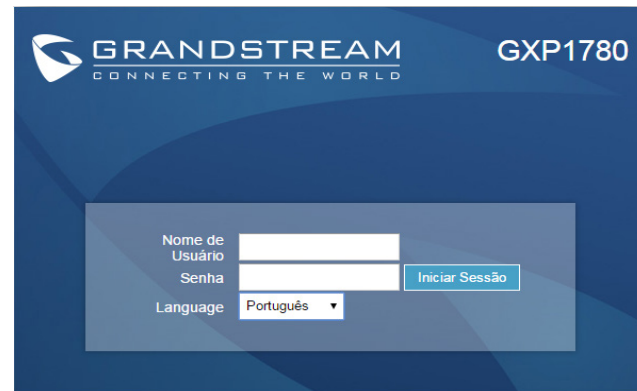 GRANDSTREAM
CONNECTING THE WORLD
GXP1780
Nome de
Usuário
Senha
Iniciar Sessão
Language
Português